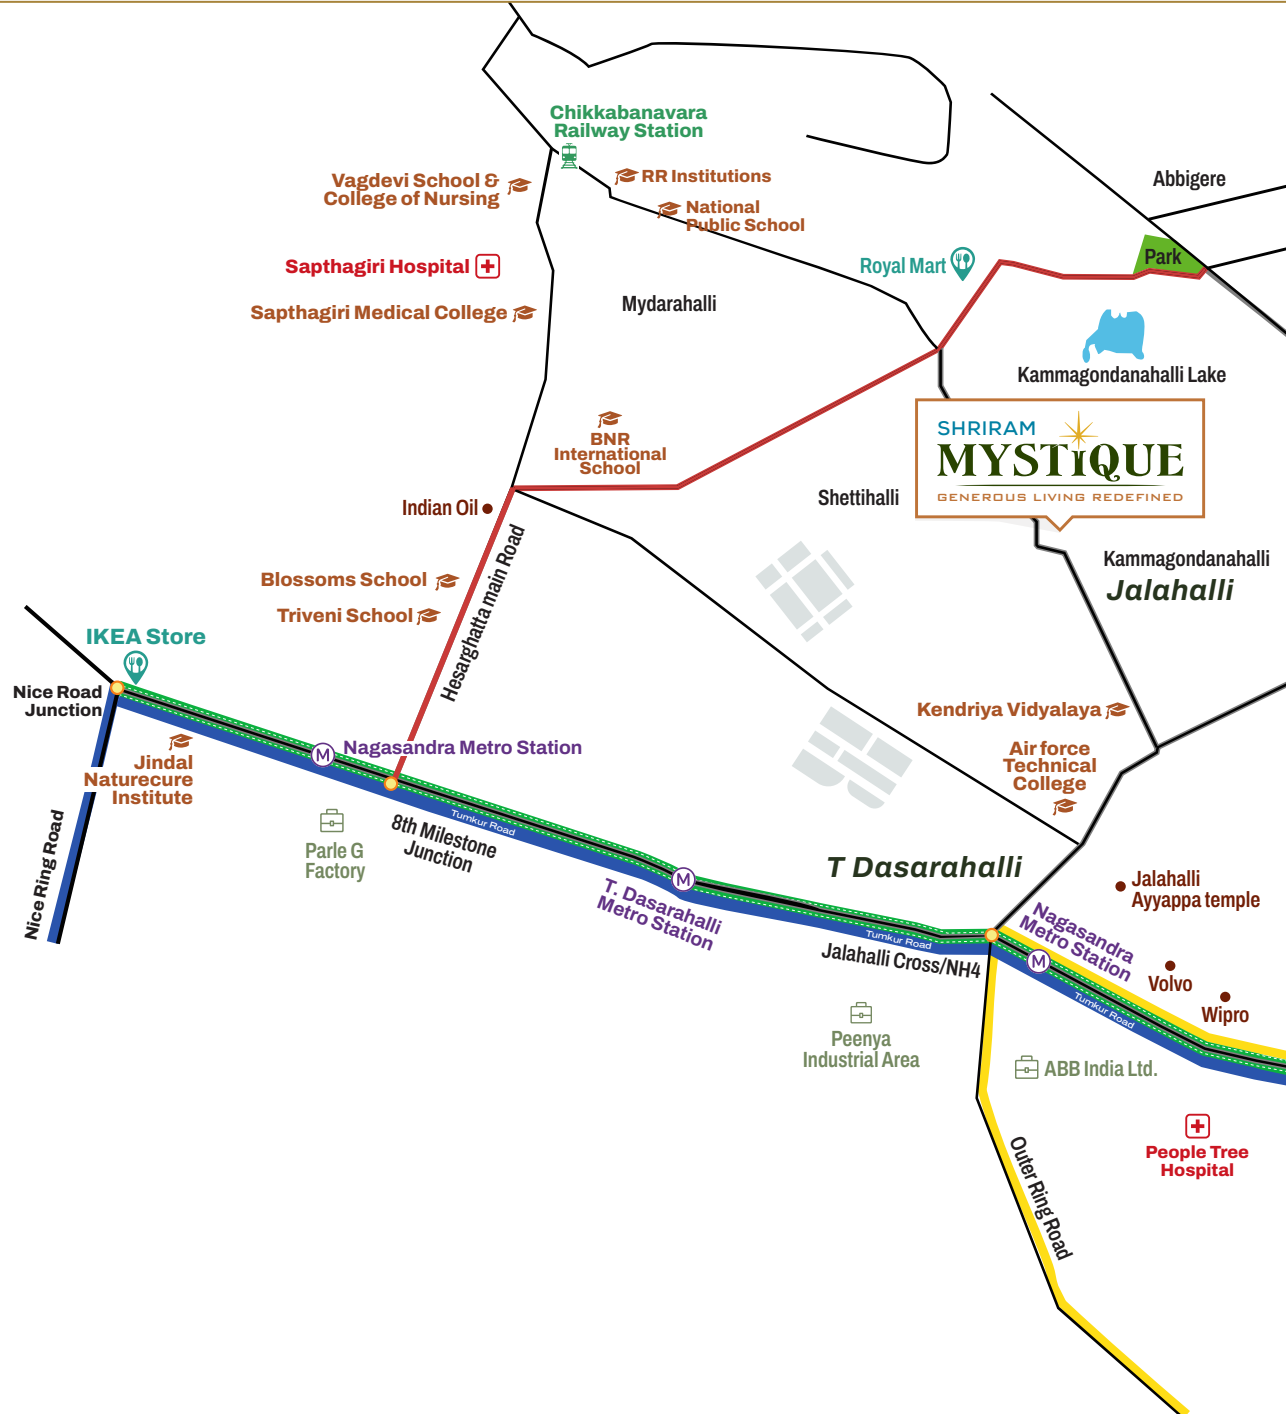 Chikkabanavara
Railway Station
Vagdevi School &
College of Nursing
RR Institutions
National
Public School
Abbigere
Park
Sapthagiri Hospital
Royal Mart
Sapthagiri Medical College
Mydarahalli
Kammagondanahalli Lake
BNR
International
School
SHRIRAM
MYSTIQUE
GENEROUS LIVING REDEFINED
Indian Oil
Shettihalli
Hesarghatta main Road
Kammagondanahalli
Jalahalli
Blossoms School
Triveni School
IKEA Store
Nice Road
Junction
Kendriya Vidyalaya
Nagasandra Metro Station
Air force
Technical
College
Jindal
Naturecure
Institute
Nice Ring Road
Parle G
Factory
Tumkur Road
8th Milestone
Junction
T Dasarahalli
T. Dasarahalli
Metro Station
Jalahalli
Ayyappa temple
Nagasandra
Metro Station
Tumkur Road
Jalahalli Cross/NH4
Volvo
Wipro
Tumkur Road
Peenya
Industrial Area
ABB India Ltd.
People Tree
Hospital
Outer Ring Road
M
M
M